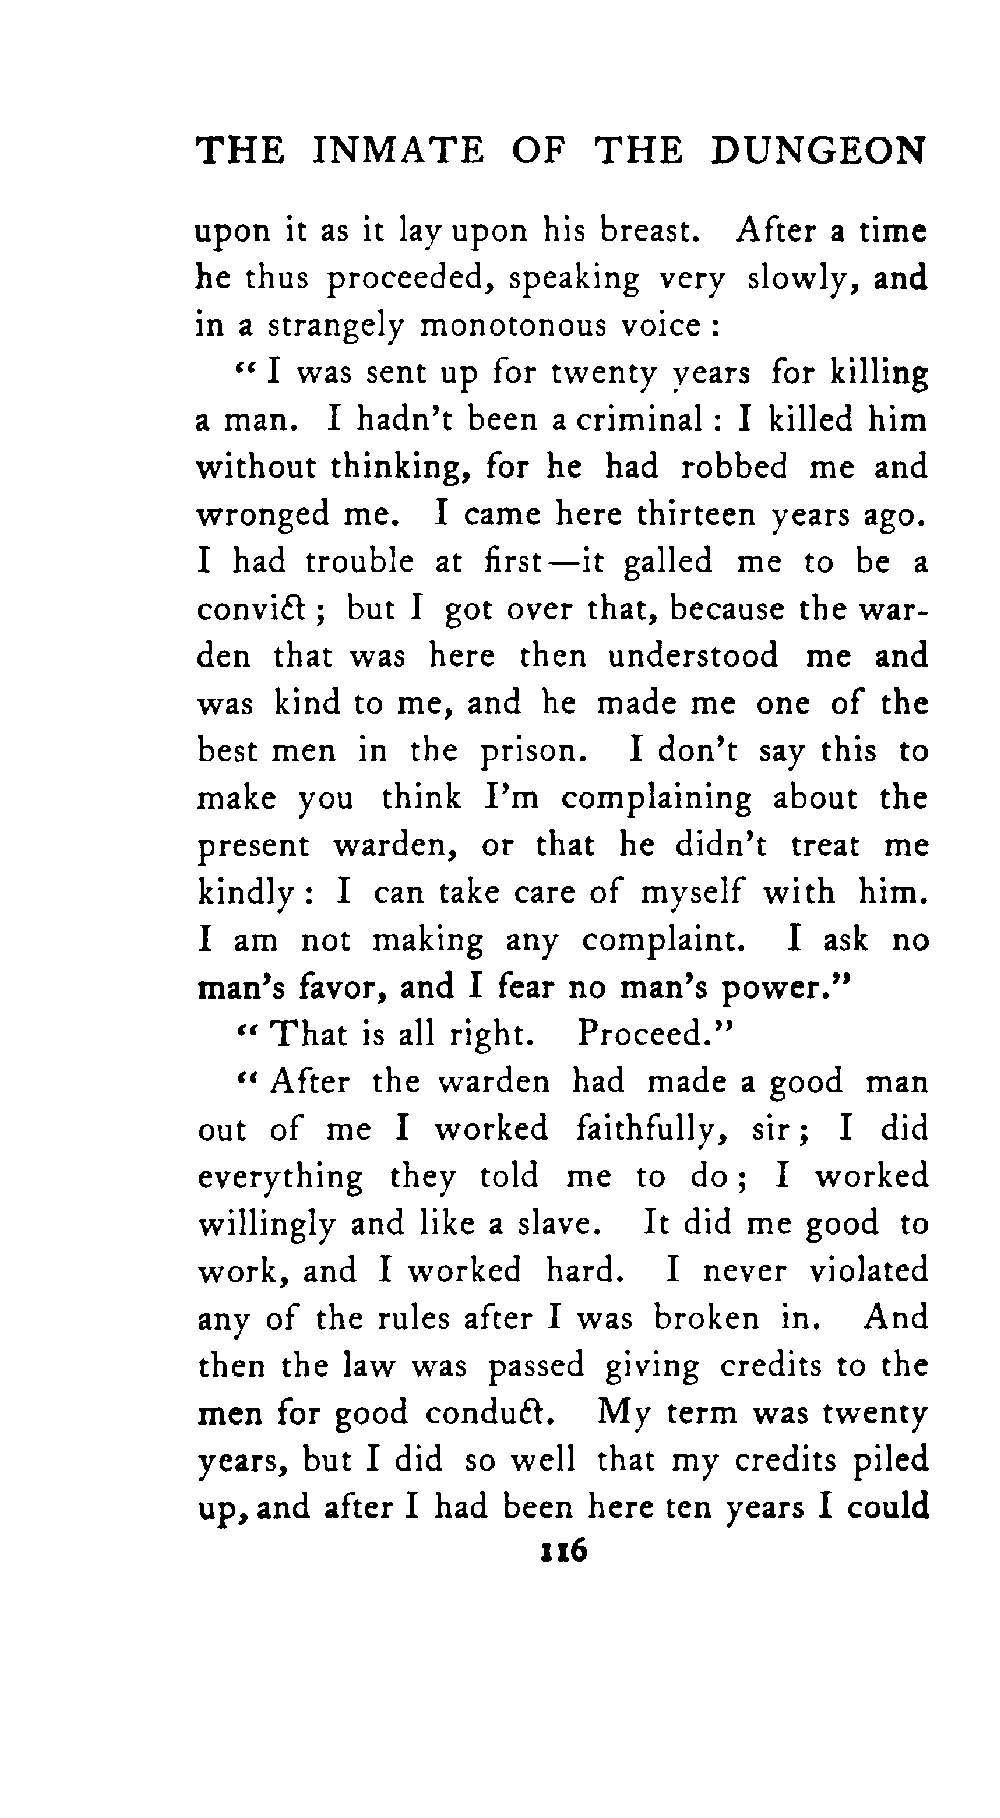 THE INMATE OF THE DUNGEON
upon it as it lay upon his breast. After a time
he thus proceeded, speaking very slowly, and
in a strangely monotonous voice :
“ I was sent up for twenty years for killing
a man. I hadn’t been a criminal : I killed him
without thinking, for he had robbed me and
wronged me. I came here thirteen years ago.
I had trouble at first—it galled me to be a
convict ; but I got over that, because the war-
den that was here then understood me and
was kind to me, and he made me one of the
best men in the prison. I don’t say this to
make you think I’m complaining about the
present warden, or that he didn’t treat me
kindly : I can take care of myself with him.
I am not making any complaint. I ask no
man’s favor, and I fear no man’s power.”
“ That is all right. Proceed.”
“ After the warden had made a good man
out of me I worked faithfully, sir ; I did
everything they told me to do ; I worked
willingly and like a slave. It did me good to
work, and I worked hard. I never violated
any of the rules after I was broken in. And
then the law was passed giving credits to the
men for good conduct. My term was twenty
years, but I did so well that my credits piled
up, and after I had been here ten years I could
116